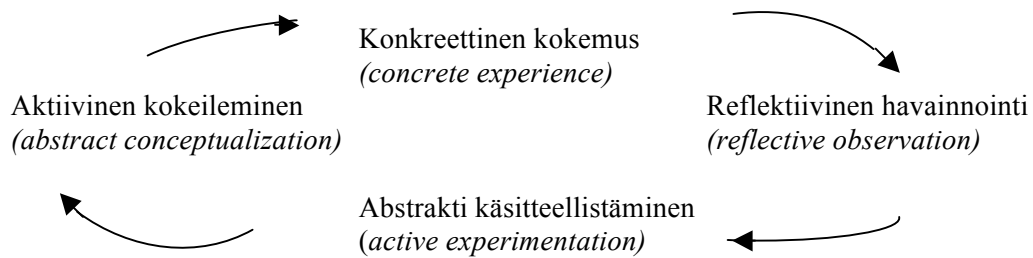 Konkreettinen kokemus
(concrete experience)
Aktiivinen kokeileminen
(abstract conceptualization)
Reflektiivinen havainnointi
(reflective observation)
Abstrakti käsitteellistäminen
(active experimentation)